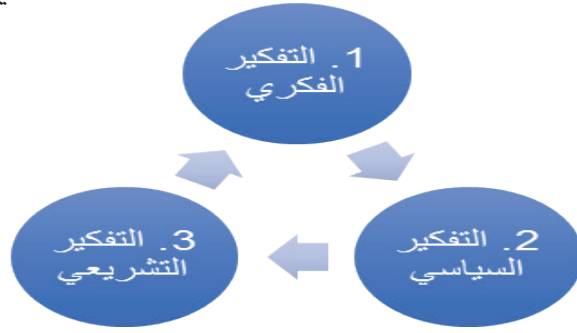 1. التفكير
الفكري
2. التفكير
السياسي
3. التفكير
التشريعي